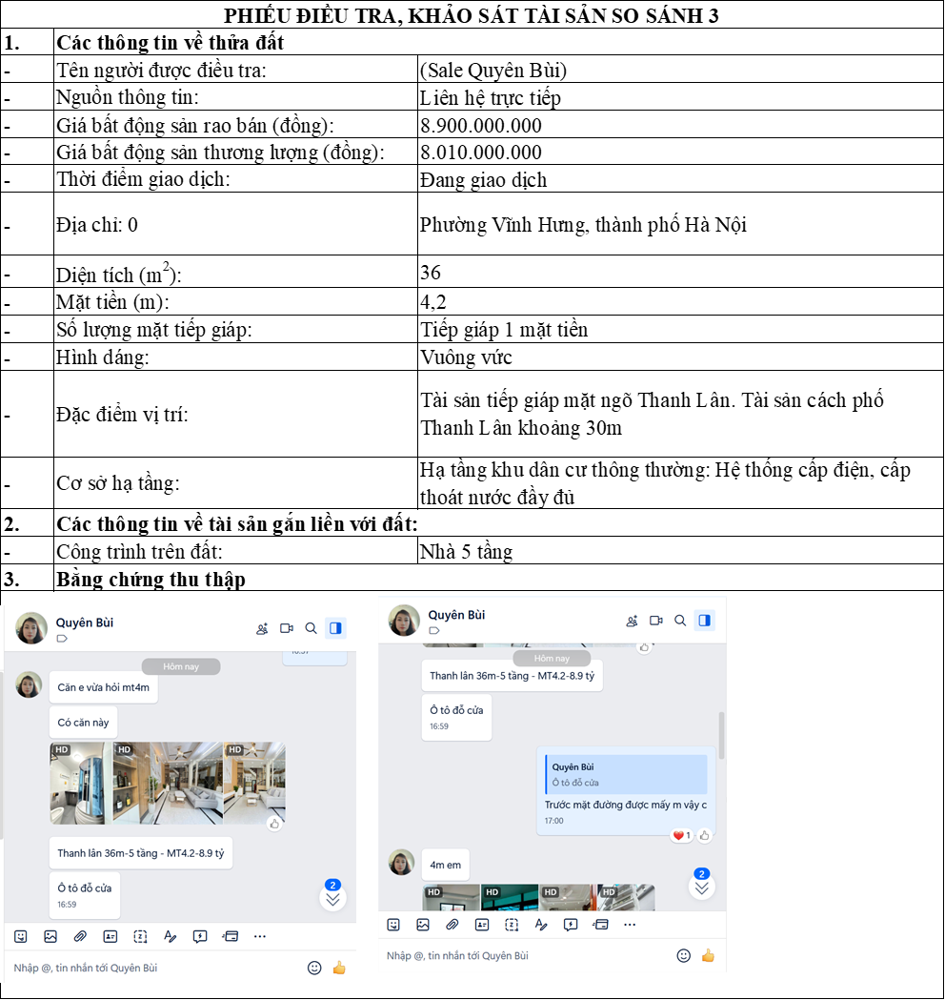 PHIẾU ĐIỀU TRA, KHẢO SÁT TÀI SẢN SO SÁNH 3
1. Các thông tin về thửa đất
- Tên người được điều tra: (Sale Quyên Bùi)
- Nguồn thông tin: Liên hệ trực tiếp
- Giá bất động sản rao bán (đồng): 8.900.000.000
- Giá bất động sản thương lượng (đồng): 8.010.000.000
- Thời điểm giao dịch: Đang giao dịch
- Địa chỉ: 0 Phường Vĩnh Hưng, thành phố Hà Nội
- Diện tích (m²): 36
- Mặt tiền (m): 4,2
- Số lượng mặt tiếp giáp: Tiếp giáp 1 mặt tiền
- Hình dáng: Vuông vức
- Đặc điểm vị trí: Tài sản tiếp giáp mặt ngõ Thanh Lân. Tài sản cách phố
Thanh Lân khoảng 30m
- Cơ sở hạ tầng: Hạ tầng khu dân cư thông thường: Hệ thống cấp điện, cấp
thoát nước đầy đủ
2. Các thông tin về tài sản gắn liền với đất:
- Công trình trên đất: Nhà 5 tầng
3. Bằng chứng thu thập
Quyên Bùi
Hôm nay
Căn e vừa hỏi mt4m
Có căn này
HD
HD
HD
Thanh lân 36m-5 tầng - MT4.2-8.9 tỷ
Ô tô đỗ cửa
16:59
2
Nhập @, tin nhắn tới Quyên Bùi
Quyên Bùi
Hôm nay
Thanh lân 36m-5 tầng - MT4.2-8.9 tỷ
Ô tô đỗ cửa
16:59
Quyên Bùi
Ô tô đỗ cửa
Trước mặt đường được mấy m vậy c
17:00
1
4m em
HD
HD
HD
HD
2
Nhập @, tin nhắn tới Quyên Bùi